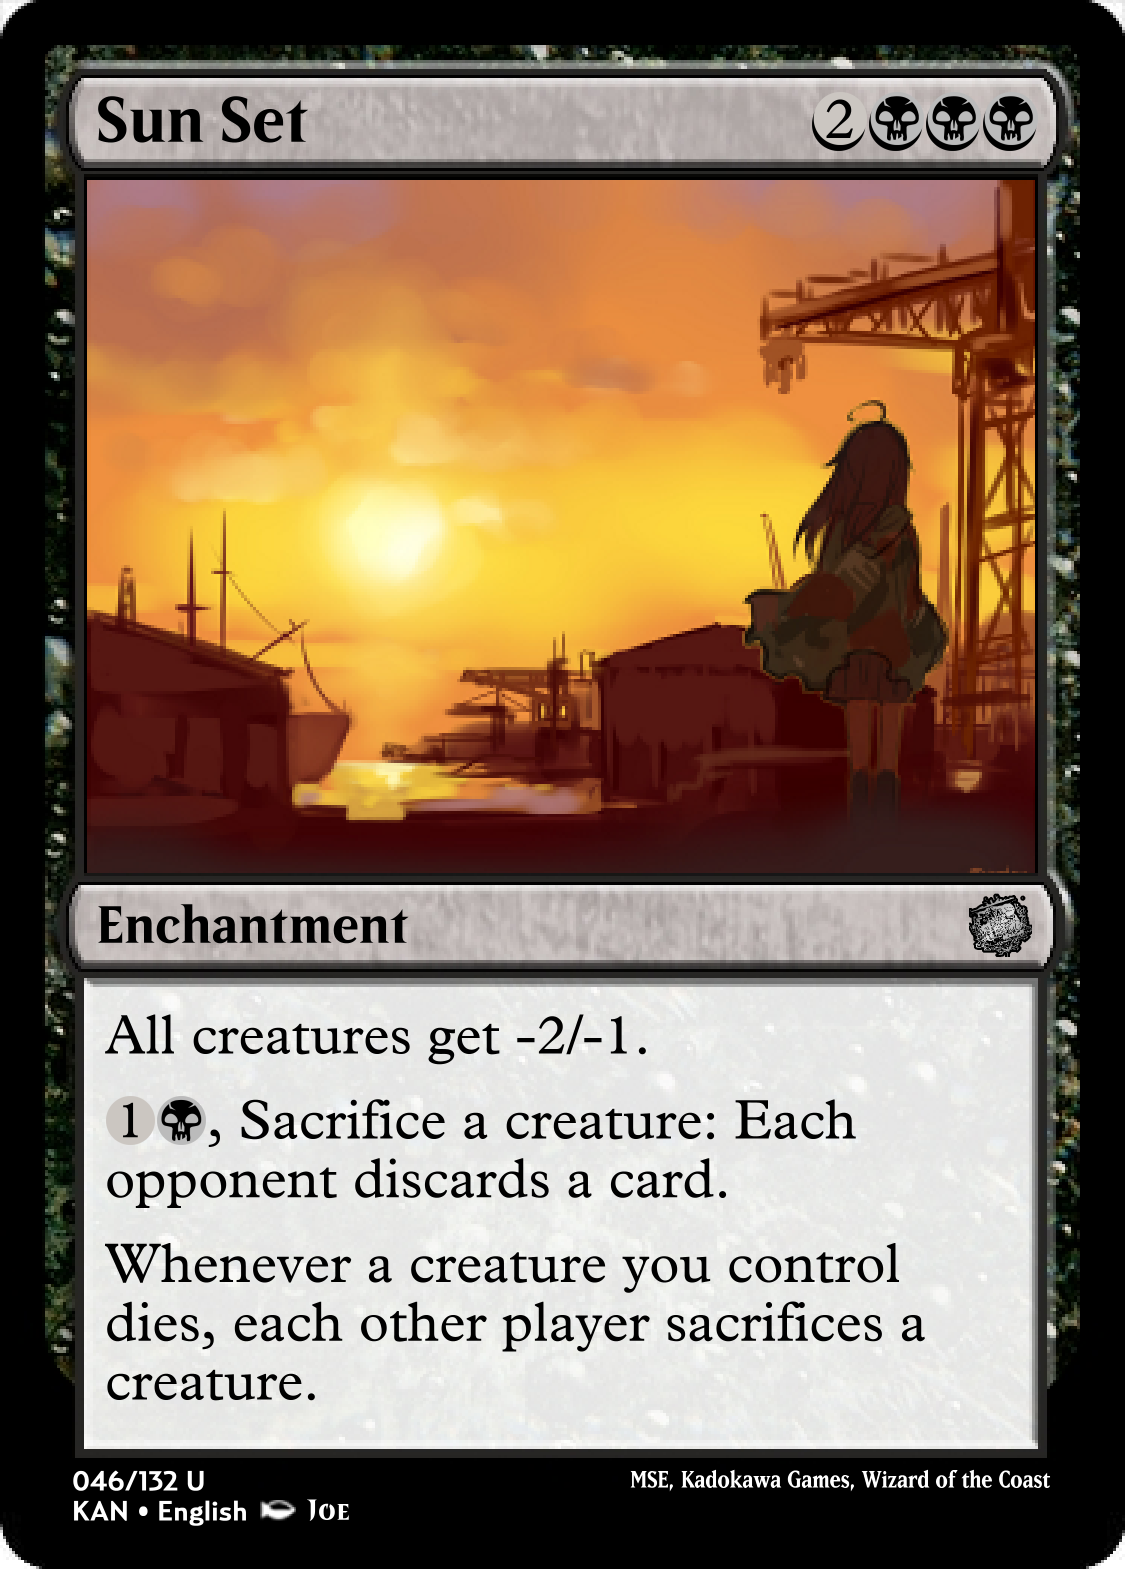 Sun Set 2
Enchantment
All creatures get -2/-1.
1, Sacrifice a creature: Each
opponent discards a card.
Whenever a creature you control
dies, each other player sacrifices a
creature.
046/132 U
MSE, Kadokawa Games, Wizard of the Coast
KAN • English JOE